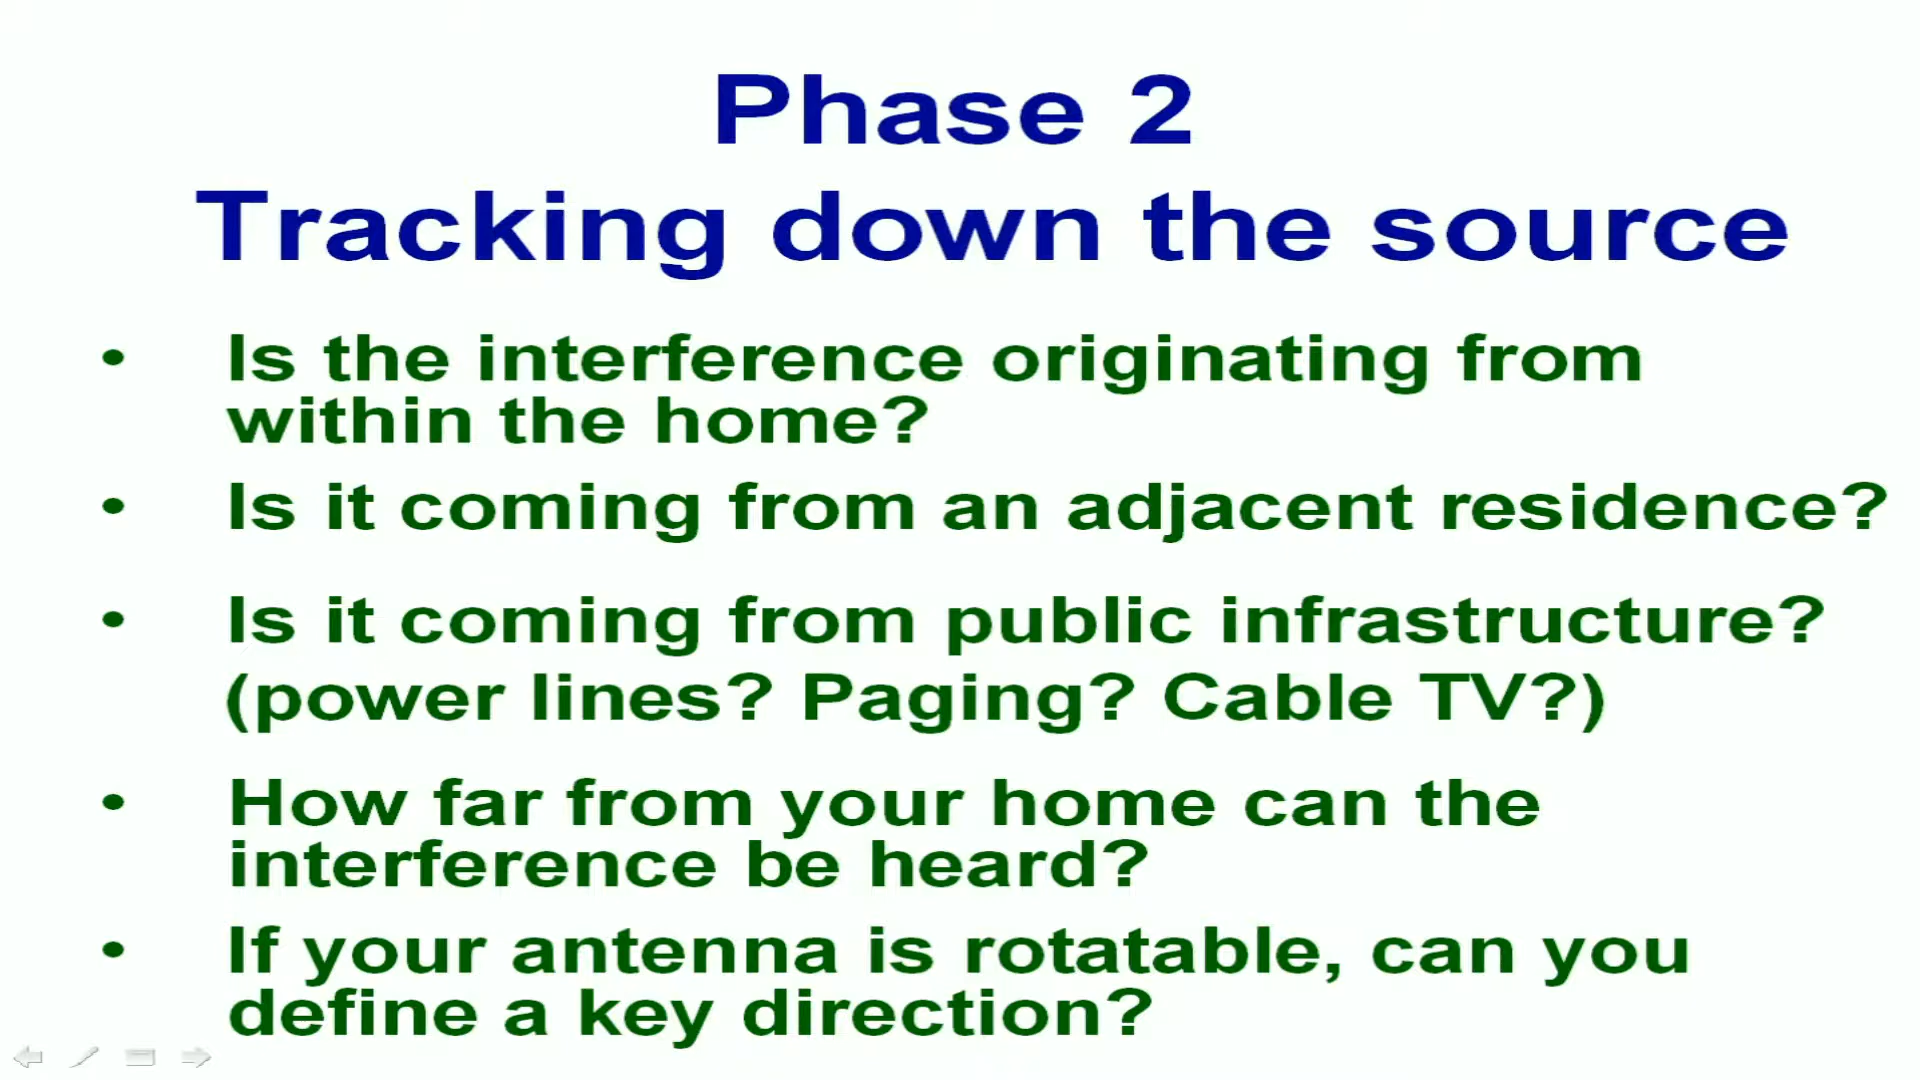 Phase 2
Tracking down the source
• Is the interference originating from
within the home?
• Is it coming from an adjacent residence?
• Is it coming from public infrastructure?
(power lines? Paging? Cable TV?)
• How far from your home can the
interference be heard?
• If your antenna is rotatable, can you
define a key direction?